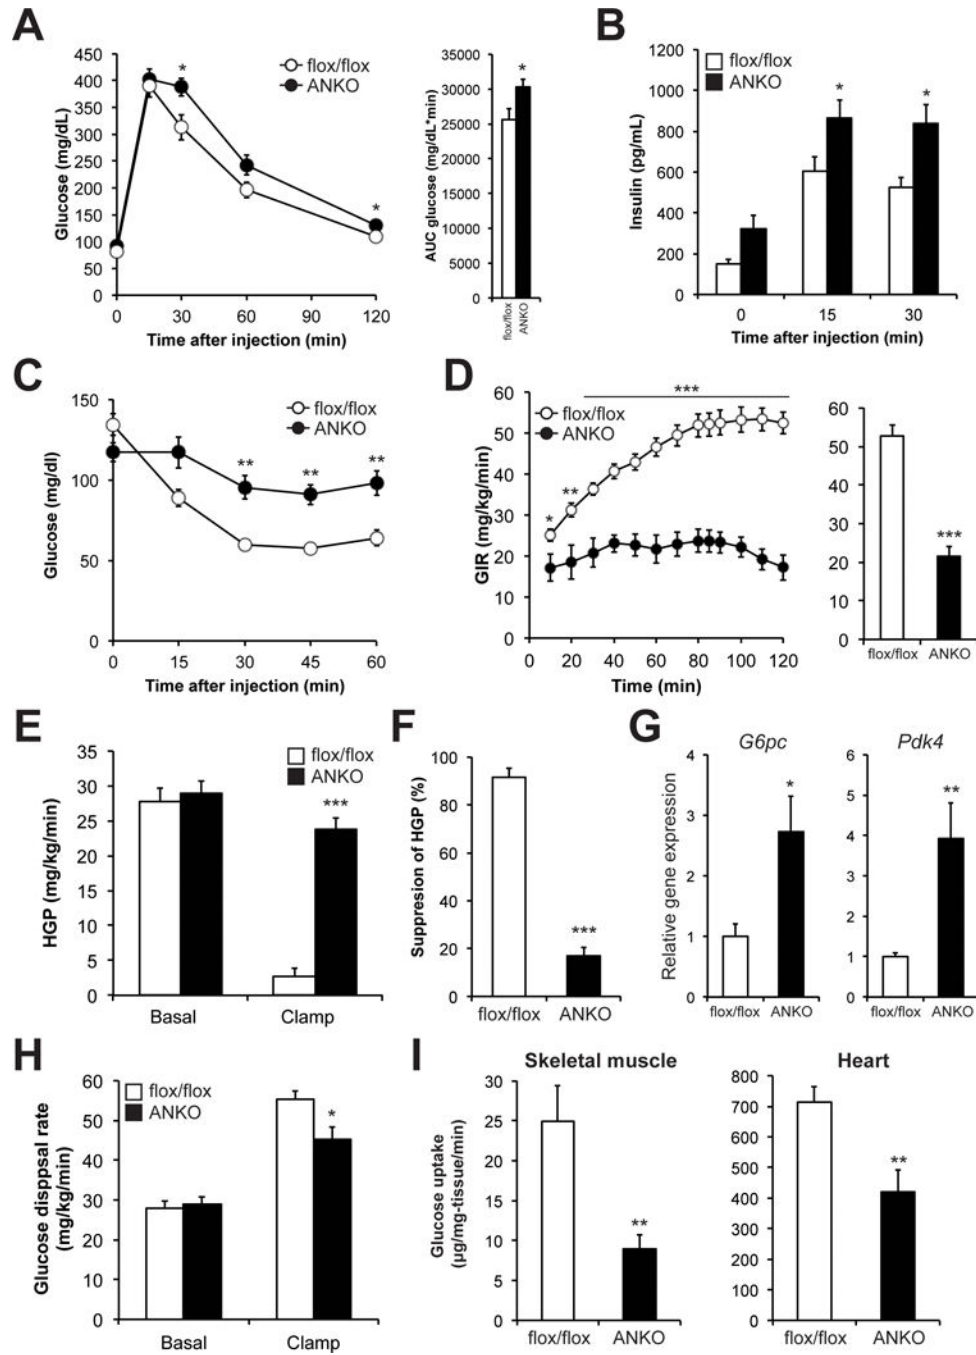 A
Glucose (mg/dL)
450
400
350
300
250
200
150
100
50
0
flox/flox
ANKO
*
*
0
30
60
90
120
Time after injection (min)
AUC glucose (mg/dL*min)
35000
30000
25000
20000
15000
10000
5000
0
*
flox/flox
ANKO
B
Insulin (pg/mL)
1200
1000
800
600
400
200
0
flox/flox
ANKO
*
*
0
15
30
Time after injection (min)
C
Glucose (mg/dl)
150
100
50
0
flox/flox
ANKO
**
**
**
0
15
30
45
60
Time after injection (min)
D
GIR (mg/kg/min)
60
50
40
30
20
10
0
flox/flox
ANKO
*
**
***
0
20
40
60
80
100
120
Time (min)
60
50
40
30
20
10
0
***
flox/flox
ANKO
E
HGP (mg/kg/min)
35
30
25
20
15
10
5
0
flox/flox
ANKO
***
Basal
Clamp
F
Suppresion of HGP (%)
100
80
60
40
20
0
***
flox/flox
ANKO
G
Relative gene expression
G6pc
4
3
2
1
0
*
flox/flox
ANKO
Pdk4
6
5
4
3
2
1
0
**
flox/flox
ANKO
H
Glucose disppsal rate
(mg/kg/min)
60
50
40
30
20
10
0
flox/flox
ANKO
*
Basal
Clamp
I
Skeletal muscle
Glucose uptake
(µg/mg-tissue/min)
25
30
20
15
10
5
0
**
flox/flox
ANKO
Heart
800
700
600
500
400
300
200
100
0
**
flox/flox
ANKO